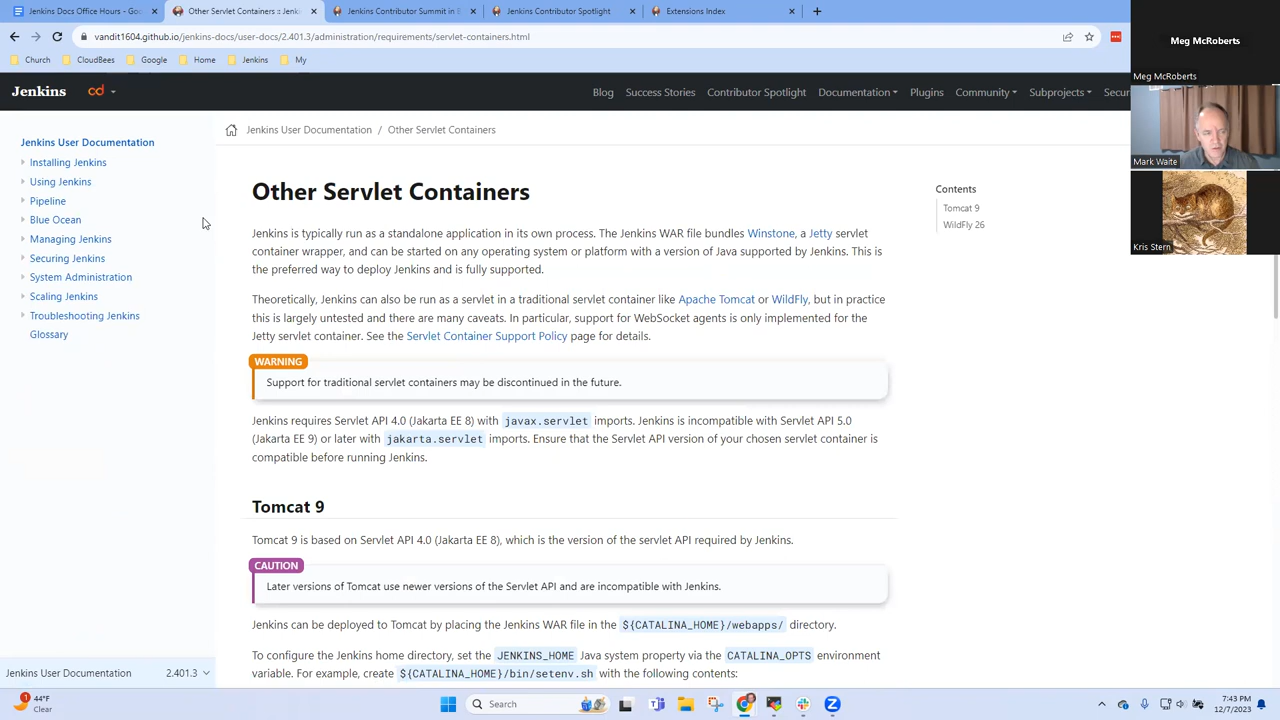 Jenkins Docs Office Hours - Goo
Other Servlet Containers :: Jenk
Jenkins Contributor Summit in B
Jenkins Contributor Spotlight
Extensions Index
vandit1604.github.io/jenkins-docs/user-docs/2.401.3/administration/requirements/servlet-containers.html
Church
CloudBees
Google
Home
Jenkins
My
Jenkins
cd
Blog
Success Stories
Contributor Spotlight
Documentation
Plugins
Community
Subprojects
Secur
Jenkins User Documentation
Installing Jenkins
Using Jenkins
Pipeline
Blue Ocean
Managing Jenkins
Securing Jenkins
System Administration
Scaling Jenkins
Troubleshooting Jenkins
Glossary
Jenkins User Documentation 2.401.3
Jenkins User Documentation / Other Servlet Containers
Other Servlet Containers
Jenkins is typically run as a standalone application in its own process. The Jenkins WAR file bundles Winstone, a Jetty servlet
container wrapper, and can be started on any operating system or platform with a version of Java supported by Jenkins. This is
the preferred way to deploy Jenkins and is fully supported.
Theoretically, Jenkins can also be run as a servlet in a traditional servlet container like Apache Tomcat or WildFly, but in practice
this is largely untested and there are many caveats. In particular, support for WebSocket agents is only implemented for the
Jetty servlet container. See the Servlet Container Support Policy page for details.
WARNING
Support for traditional servlet containers may be discontinued in the future.
Jenkins requires Servlet API 4.0 (Jakarta EE 8) with javax.servlet imports. Jenkins is incompatible with Servlet API 5.0
(Jakarta EE 9) or later with jakarta.servlet imports. Ensure that the Servlet API version of your chosen servlet container is
compatible before running Jenkins.
Tomcat 9
Tomcat 9 is based on Servlet API 4.0 (Jakarta EE 8), which is the version of the servlet API required by Jenkins.
CAUTION
Later versions of Tomcat use newer versions of the Servlet API and are incompatible with Jenkins.
Jenkins can be deployed to Tomcat by placing the Jenkins WAR file in the ${CATALINA_HOME}/webapps/ directory.
To configure the Jenkins home directory, set the JENKINS_HOME Java system property via the CATALINA_OPTS environment
variable. For example, create ${CATALINA_HOME}/bin/setenv.sh with the following contents:
Contents
Tomcat 9
WildFly 26
Meg McRoberts
Meg McRoberts
Mark Waite
Kris Stern
1
44°F
Clear
Search
7:43 PM
12/7/2023